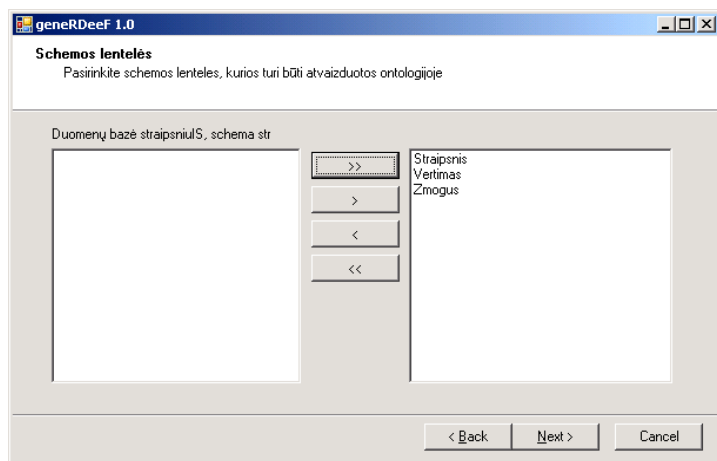 geneRDeeF 1.0
Schemos lentelės
Pasirinkite schemos lenteles, kurios turi būti atvaizduotos ontologijoje
Duomenų bazė straipsniuIS, schema str
>>
>
<
<<
Straipsnis
Vertimas
Zmogus
< Back
Next >
Cancel